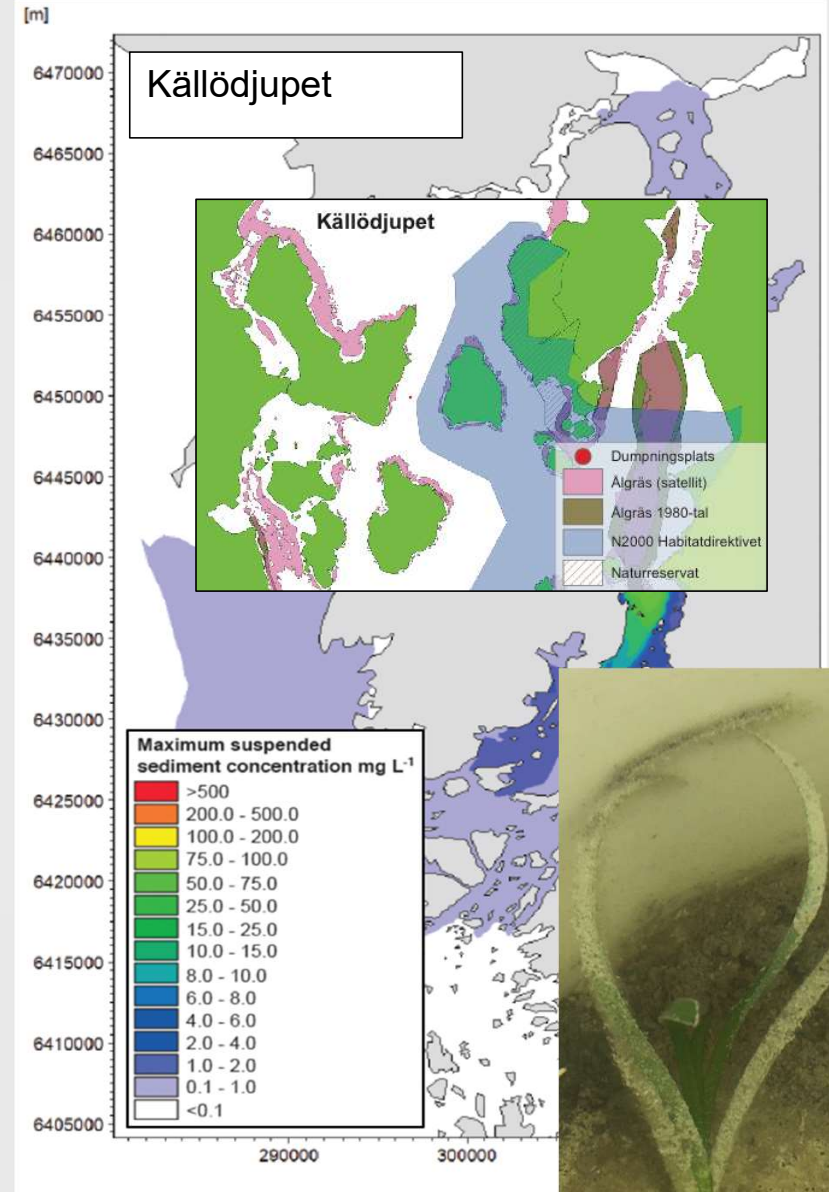 [m]
Källödjupet
6470000
6465000
6460000
6455000
6450000
6445000
6440000
6435000
6430000
6425000
6420000
6415000
6410000
6405000
290000
300000
Källödjupet
Dumpningsplats
Ålgräs (satellit)
Ålgräs 1980-tal
N2000 Habitatdirektivet
Naturreservat
Maximum suspended
sediment concentration mg L⁻¹
>500
200.0 - 500.0
100.0 - 200.0
75.0 - 100.0
50.0 - 75.0
25.0 - 50.0
15.0 - 25.0
10.0 - 15.0
8.0 - 10.0
6.0 - 8.0
4.0 - 6.0
2.0 - 4.0
1.0 - 2.0
0.1 - 1.0
<0.1